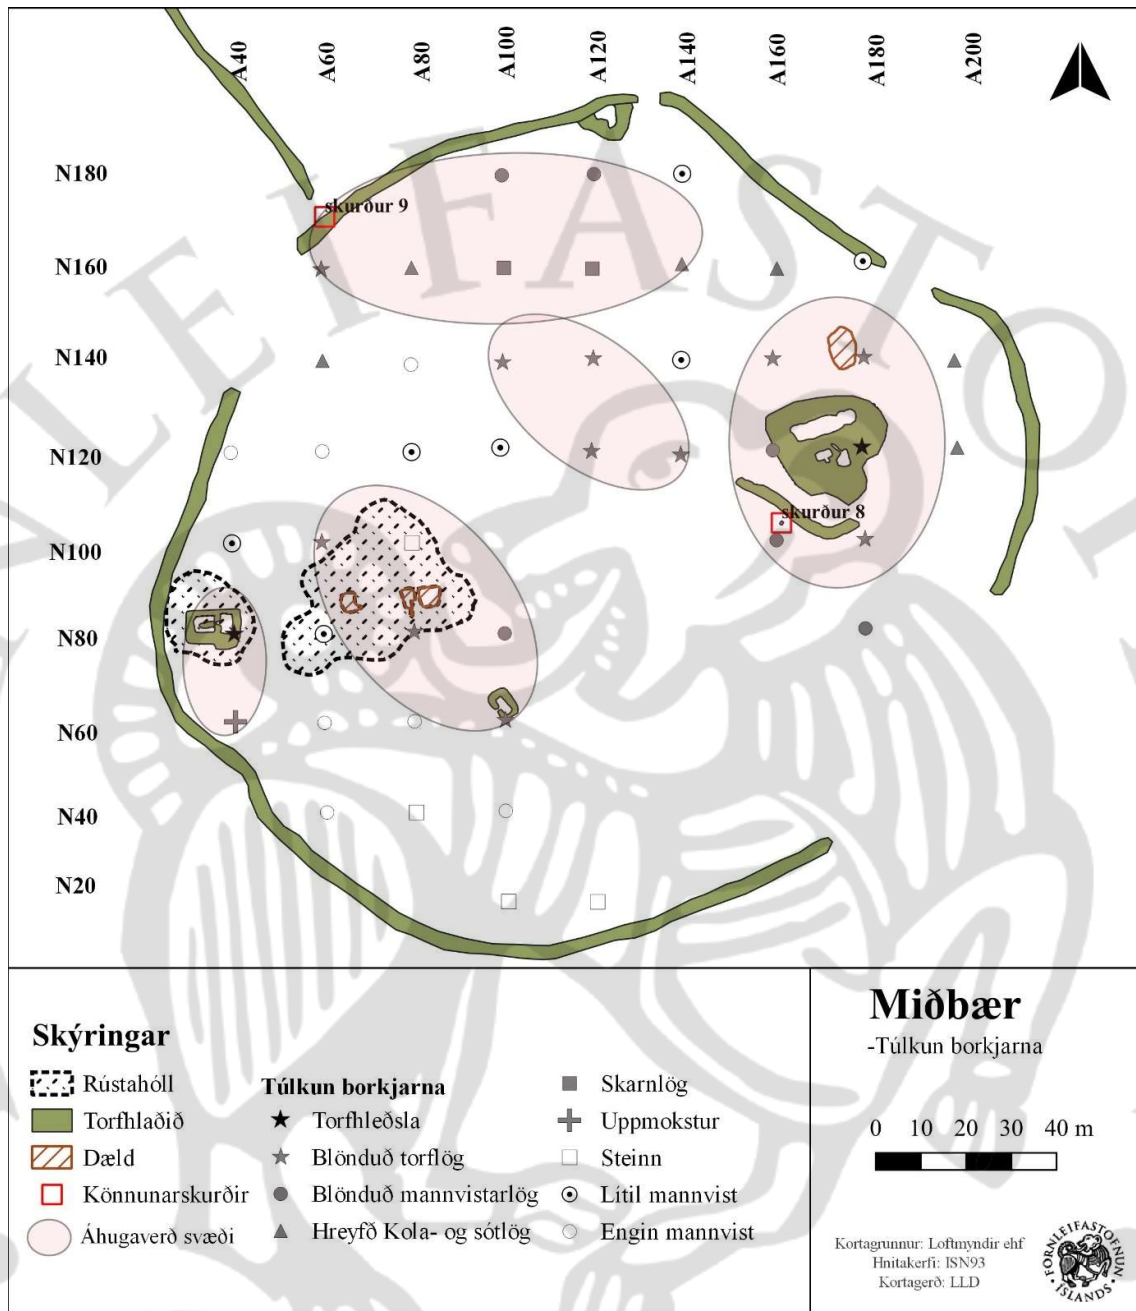 A40 A60 A80 A100 A120 A140 A160 A180 A200
N180
skurður 9
N160
N140
N120
skurður 8
N100
N80
N60
N40
N20
Skýringar
Rústahóll
Torfhlaðið
Dæld
Könnunarskurðir
Áhugaverð svæði
Túlkun borkjarna
Torfhleðsla
Blönduð torflög
Blönduð mannvistarlög
Hreyfð Kola- og sótlög
Skarnlög
Uppmokstur
Steinn
Lítil mannvist
Engin mannvist
Miðbær
-Túlkun borkjarna
0 10 20 30 40 m
Kortagrunnur: Loftmyndir ehf
Hnitakerfi: ISN93
Kortagerð: LLD
FORNLEIFASTOFNUN
ÍSLANDS